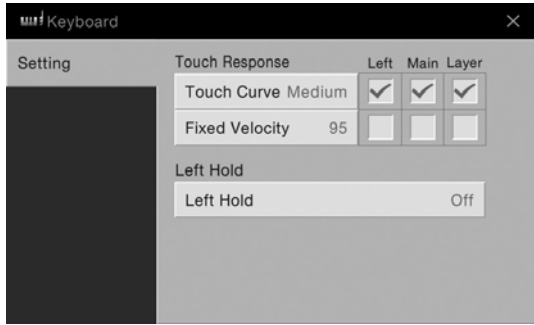 Keyboard
Setting
Touch Response Left Main Layer
Touch Curve Medium
Fixed Velocity 95
Left Hold
Left Hold Off